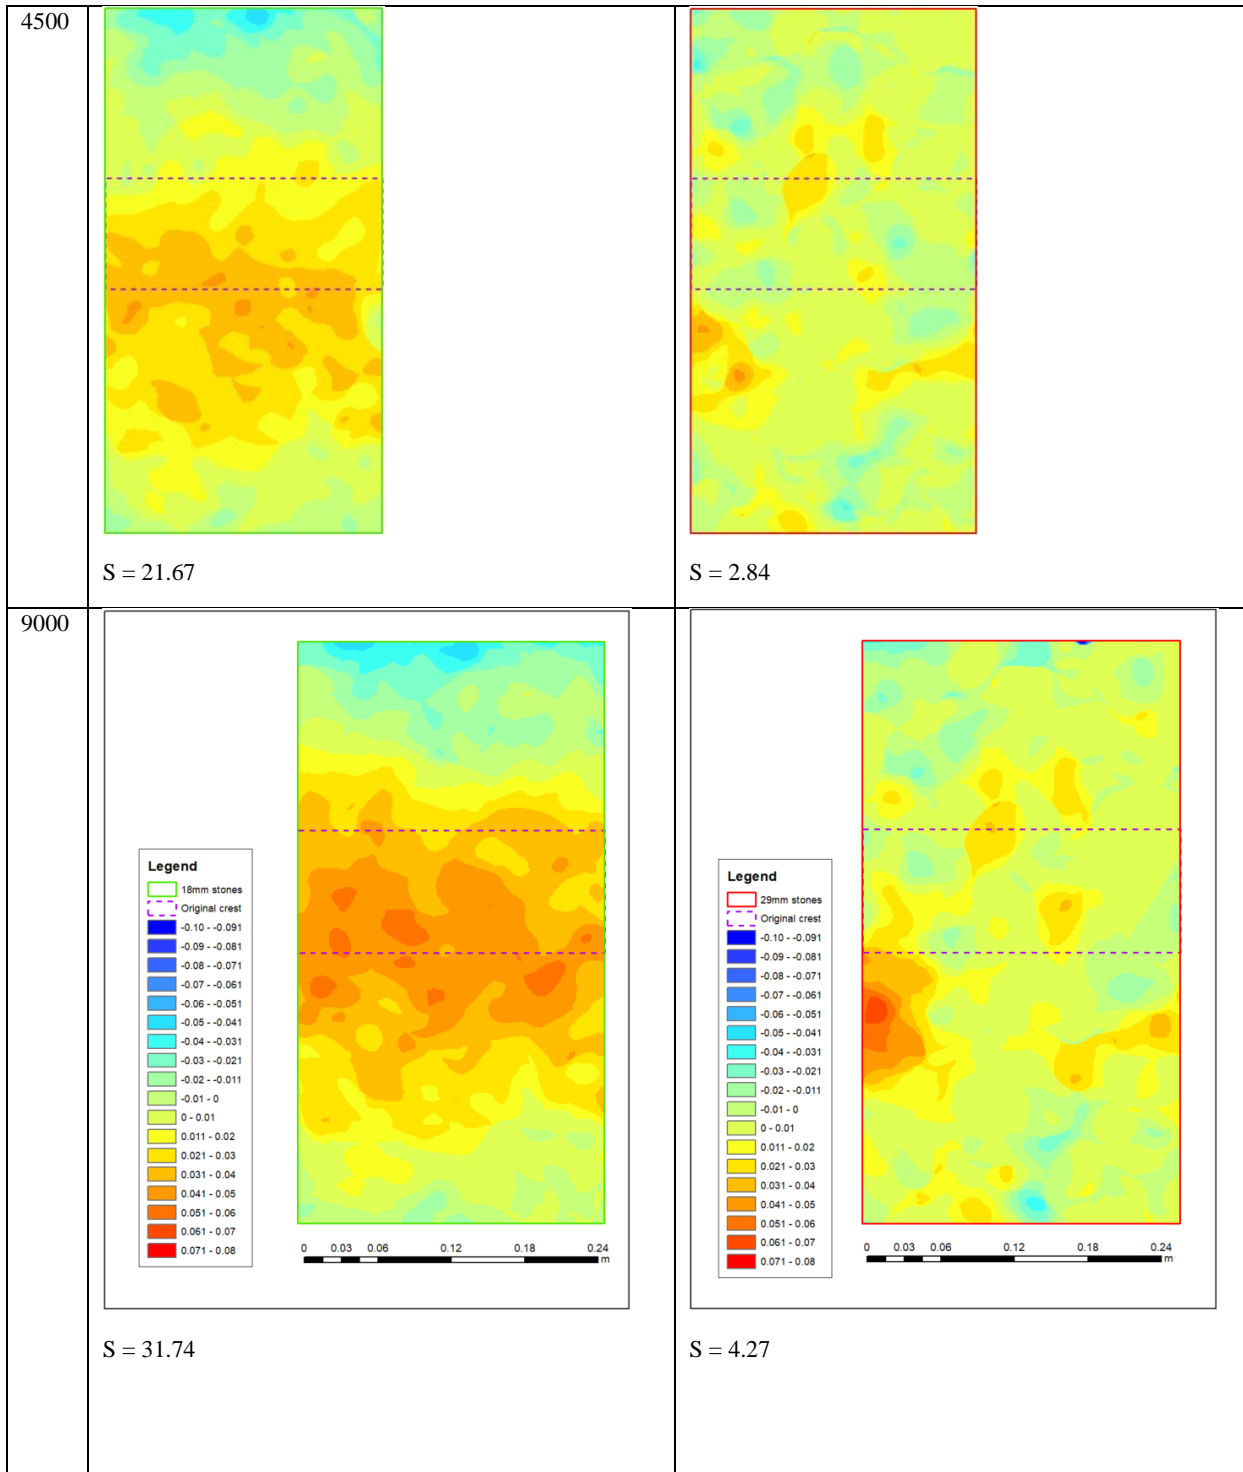 4500
S = 21.67
S = 2.84
9000
Legend
18mm stones
Original crest
-0.10 - -0.091
-0.09 - -0.081
-0.08 - -0.071
-0.07 - -0.061
-0.06 - -0.051
-0.05 - -0.041
-0.04 - -0.031
-0.03 - -0.021
-0.02 - -0.011
-0.01 - 0
0 - 0.01
0.011 - 0.02
0.021 - 0.03
0.031 - 0.04
0.041 - 0.05
0.051 - 0.06
0.061 - 0.07
0.071 - 0.08
0 0.03 0.06 0.12 0.18 0.24
m
Legend
29mm stones
Original crest
-0.10 - -0.091
-0.09 - -0.081
-0.08 - -0.071
-0.07 - -0.061
-0.06 - -0.051
-0.05 - -0.041
-0.04 - -0.031
-0.03 - -0.021
-0.02 - -0.011
-0.01 - 0
0 - 0.01
0.011 - 0.02
0.021 - 0.03
0.031 - 0.04
0.041 - 0.05
0.051 - 0.06
0.061 - 0.07
0.071 - 0.08
0 0.03 0.06 0.12 0.18 0.24
m
S = 31.74
S = 4.27